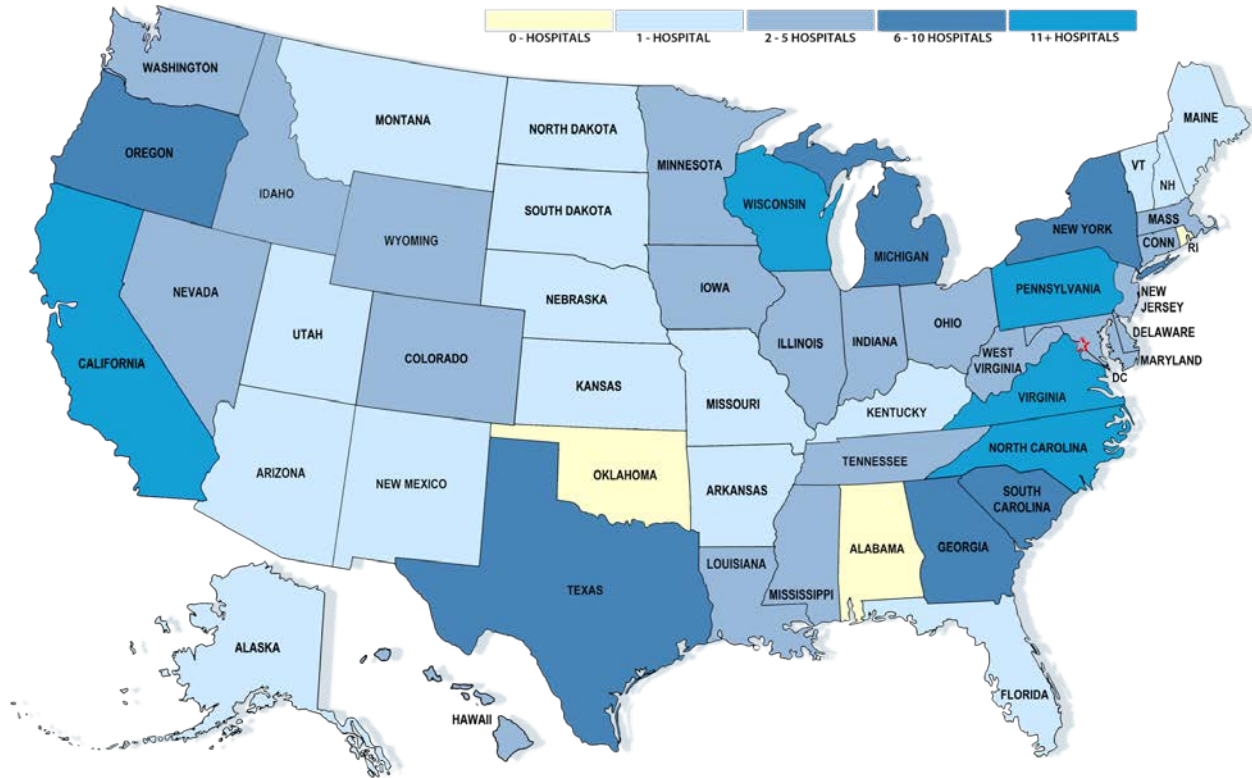 0 - HOSPITALS
1 - HOSPITAL
2 - 5 HOSPITALS
6 - 10 HOSPITALS
11+ HOSPITALS
WASHINGTON
MONTANA
NORTH DAKOTA
MINNESOTA
MAINE
OREGON
IDAHO
VT
NH
SOUTH DAKOTA
WISCONSIN
WYOMING
MICHIGAN
NEW YORK
MASS
CONN
RI
NEVADA
NEBRASKA
IOWA
PENNSYLVANIA
NEW
JERSEY
UTAH
COLORADO
ILLINOIS
INDIANA
OHIO
DELAWARE
CALIFORNIA
WEST
VIRGINIA
MARYLAND
DC
KANSAS
MISSOURI
KENTUCKY
VIRGINIA
NORTH CAROLINA
TENNESSEE
ARIZONA
NEW MEXICO
OKLAHOMA
ARKANSAS
SOUTH
CAROLINA
ALABAMA
GEORGIA
LOUISIANA
TEXAS
MISSISSIPPI
ALASKA
FLORIDA
HAWAII